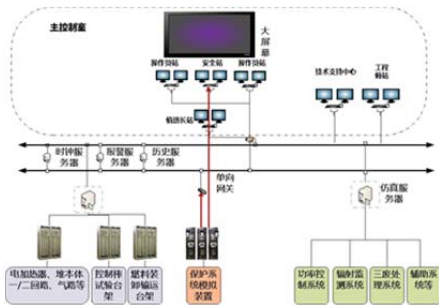 主控制室
大屏幕
操作员站
安全站
操作员站
值班长站
技术支持中心
工程师站
时钟服务器
报警服务器
历史服务器
单向网关
仿真服务器
电加热器、堆本体一/二回路、气路等
控制棒试验台架
燃料装卸输运台架
保护系统模拟装置
功率控制系统
辐射监测系统
三废处理系统
辅助系统等